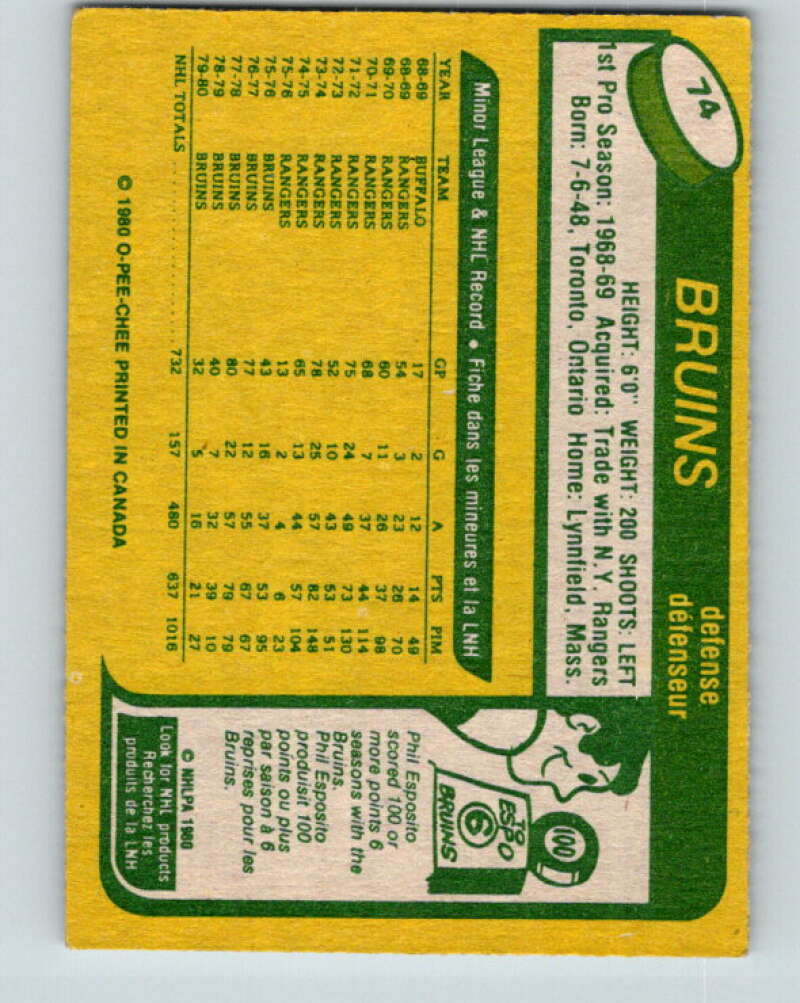 74
BRUINS
defense
défenseur
HEIGHT: 6'0" WEIGHT: 200 SHOOTS: LEFT
1st Pro Season: 1968-69 Acquired: Trade with N.Y. Rangers
Born: 7-6-48, Toronto, Ontario Home: Lynnfield, Mass.
Minor League & NHL Record • Fiche dans les mineures et la LNH
YEAR TEAM GP G A PTS PIM
68-69 BUFFALO 17 2 12 14 49
68-69 RANGERS 54 3 23 26 70
69-70 RANGERS 60 11 26 37 98
70-71 RANGERS 68 7 37 44 114
71-72 RANGERS 75 24 49 73 130
72-73 RANGERS 52 10 43 53 51
73-74 RANGERS 78 25 57 82 148
74-75 RANGERS 65 13 44 57 104
75-76 RANGERS 13 2 4 6 23
75-76 BRUINS 43 16 37 53 95
76-77 BRUINS 77 12 55 67 67
77-78 BRUINS 80 22 57 79 79
78-79 BRUINS 40 7 32 39 10
79-80 BRUINS 32 5 16 21 27
NHL TOTALS 732 157 480 637 1016
© 1980 O-PEE-CHEE PRINTED IN CANADA
100
TO
ESPO
6
BRUINS
Phil Esposito
scored 100 or
more points 6
seasons with the
Bruins.
Phil Esposito
produisit 100
points ou plus
par saison à 6
reprises pour les
Bruins.
© NHLPA 1980
Look for NHL products
Recherchez les
produits de la LNH